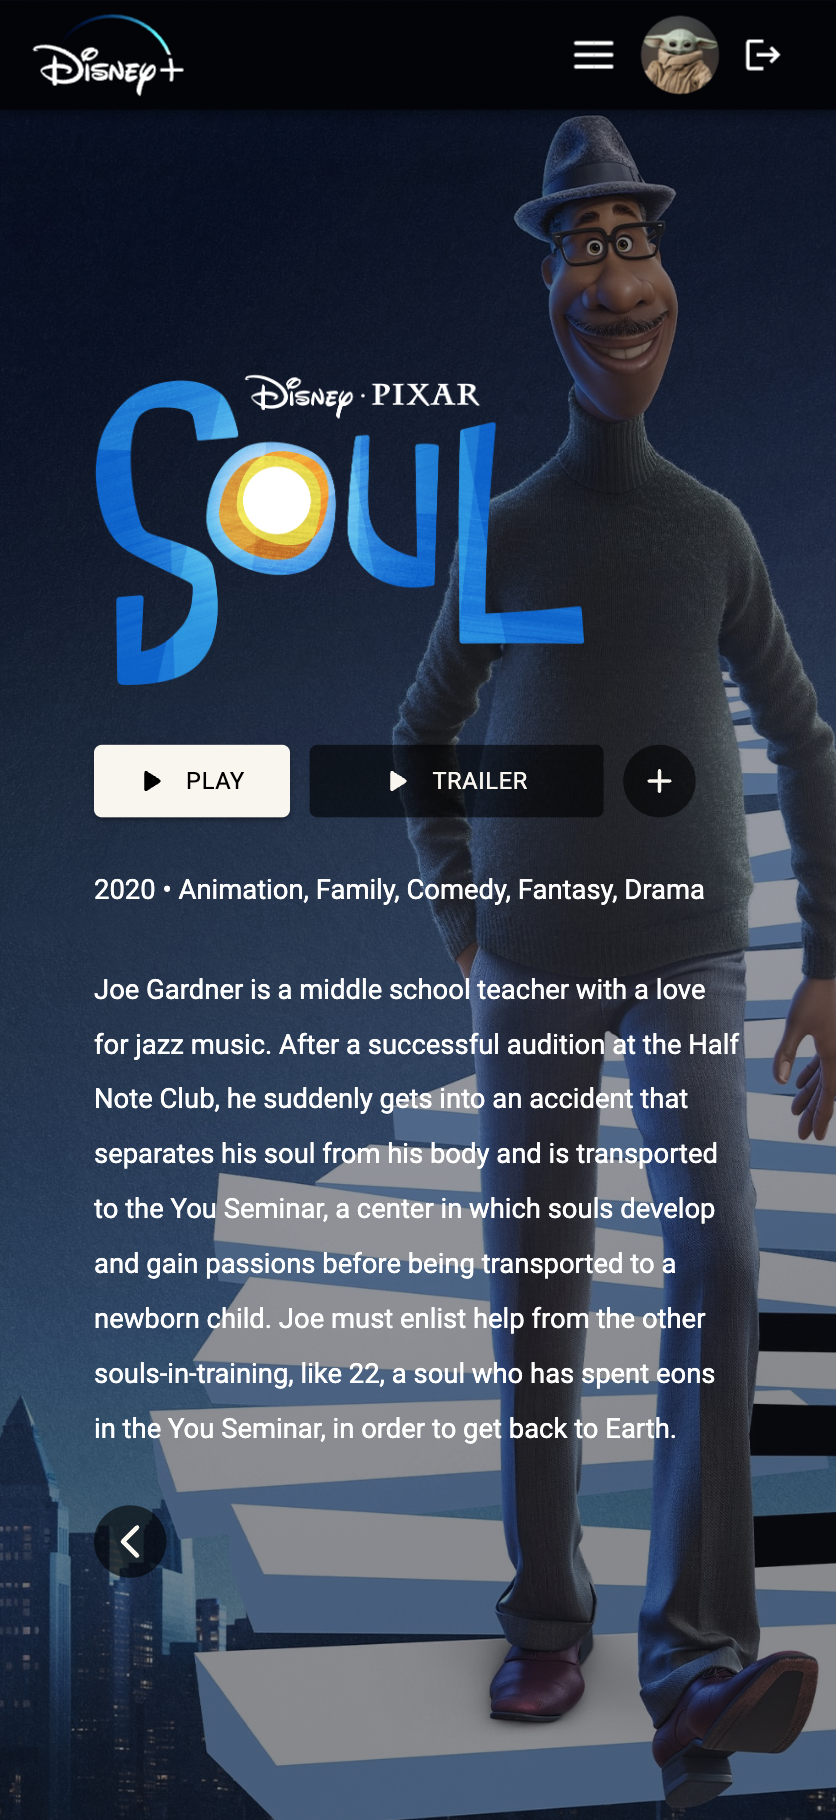 Disney+
Disney · PIXAR
SOUL
PLAY
TRAILER
2020 • Animation, Family, Comedy, Fantasy, Drama
Joe Gardner is a middle school teacher with a love
for jazz music. After a successful audition at the Half
Note Club, he suddenly gets into an accident that
separates his soul from his body and is transported
to the You Seminar, a center in which souls develop
and gain passions before being transported to a
newborn child. Joe must enlist help from the other
souls-in-training, like 22, a soul who has spent eons
in the You Seminar, in order to get back to Earth.